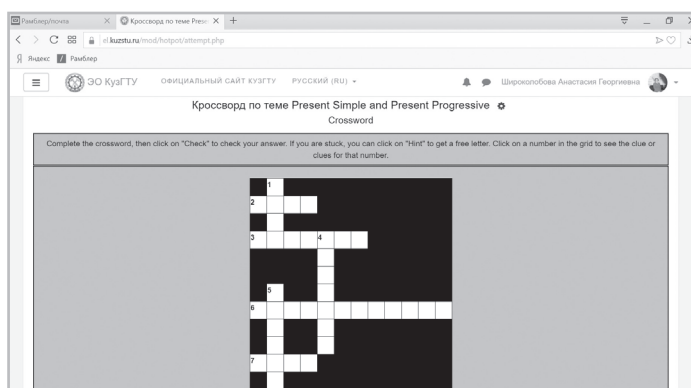 Рамблер/почта
Кроссворд по теме Prese
el.kuzstu.ru/mod/hotpot/attempt.php
Яндекс Рамблер
ЭО КузГТУ ОФИЦИАЛЬНЫЙ САЙТ КУЗГТУ РУССКИЙ (RU) Широколобова Анастасия Георгиевна
Кроссворд по теме Present Simple and Present Progressive
Crossword
Complete the crossword, then click on "Check" to check your answer. If you are stuck, you can click on "Hint" to get a free letter. Click on a number in the grid to see the clue or
clues for that number.
1
2
3 4
5
6
7